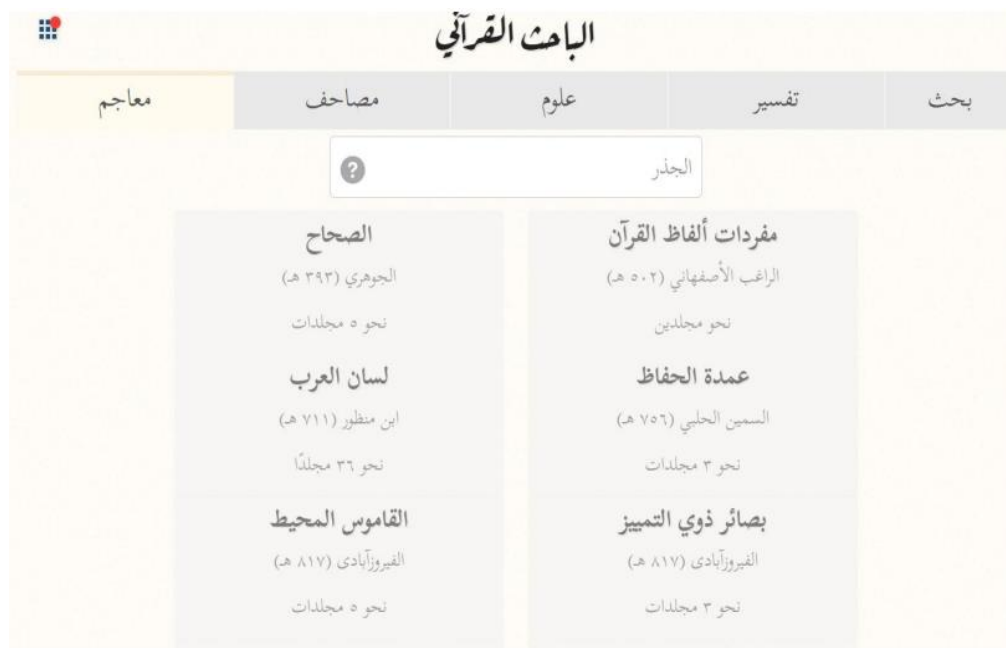 الباحث القرآني
بحث تفسير علوم مصاحف معاجم
الجذر
مفردات ألفاظ القرآن
الراغب الأصفهاني (٥٠٢ هـ)
نحو مجلدين
الصحاح
الجوهري (٣٩٣ هـ)
نحو ٥ مجلدات
عمدة الحفاظ
السمين الحلبي (٧٥٦ هـ)
نحو ٣ مجلدات
لسان العرب
ابن منظور (٧١١ هـ)
نحو ٣٦ مجلدًا
بصائر ذوي التمييز
الفيروزآبادى (٨١٧ هـ)
نحو ٣ مجلدات
القاموس المحيط
الفيروزآبادى (٨١٧ هـ)
نحو ٥ مجلدات